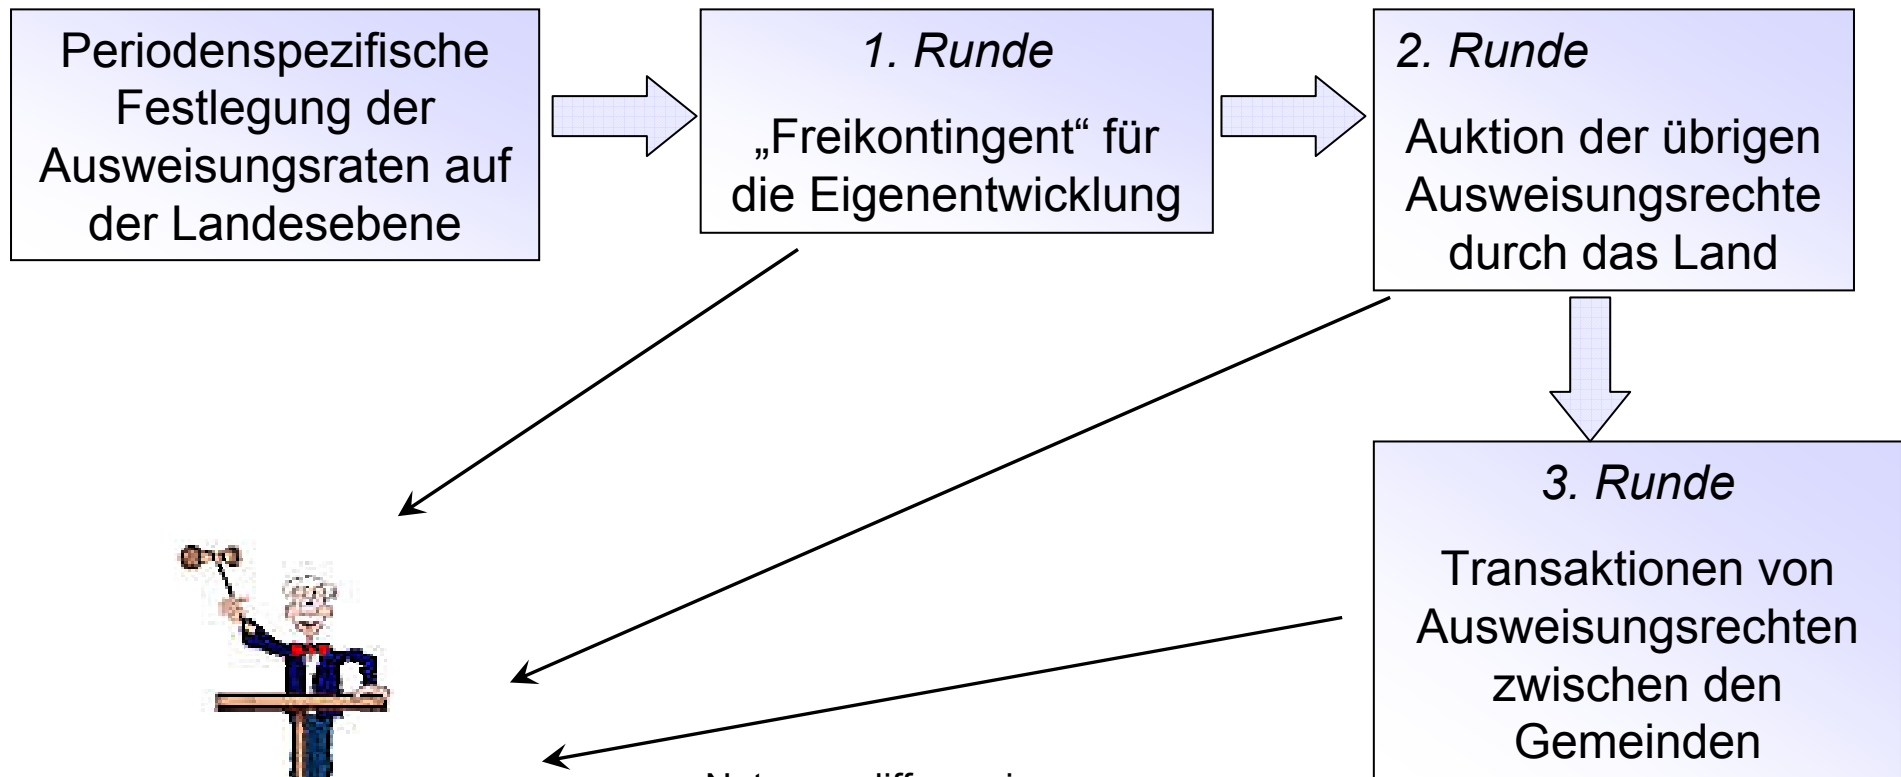 Periodenspezifische
Festlegung der
Ausweisungsraten auf
der Landesebene
1. Runde
„Freikontingent“ für
die Eigenentwicklung
2. Runde
Auktion der übrigen
Ausweisungsrechte
durch das Land
3. Runde
Transaktionen von
Ausweisungsrechten
zwischen den
Gemeinden